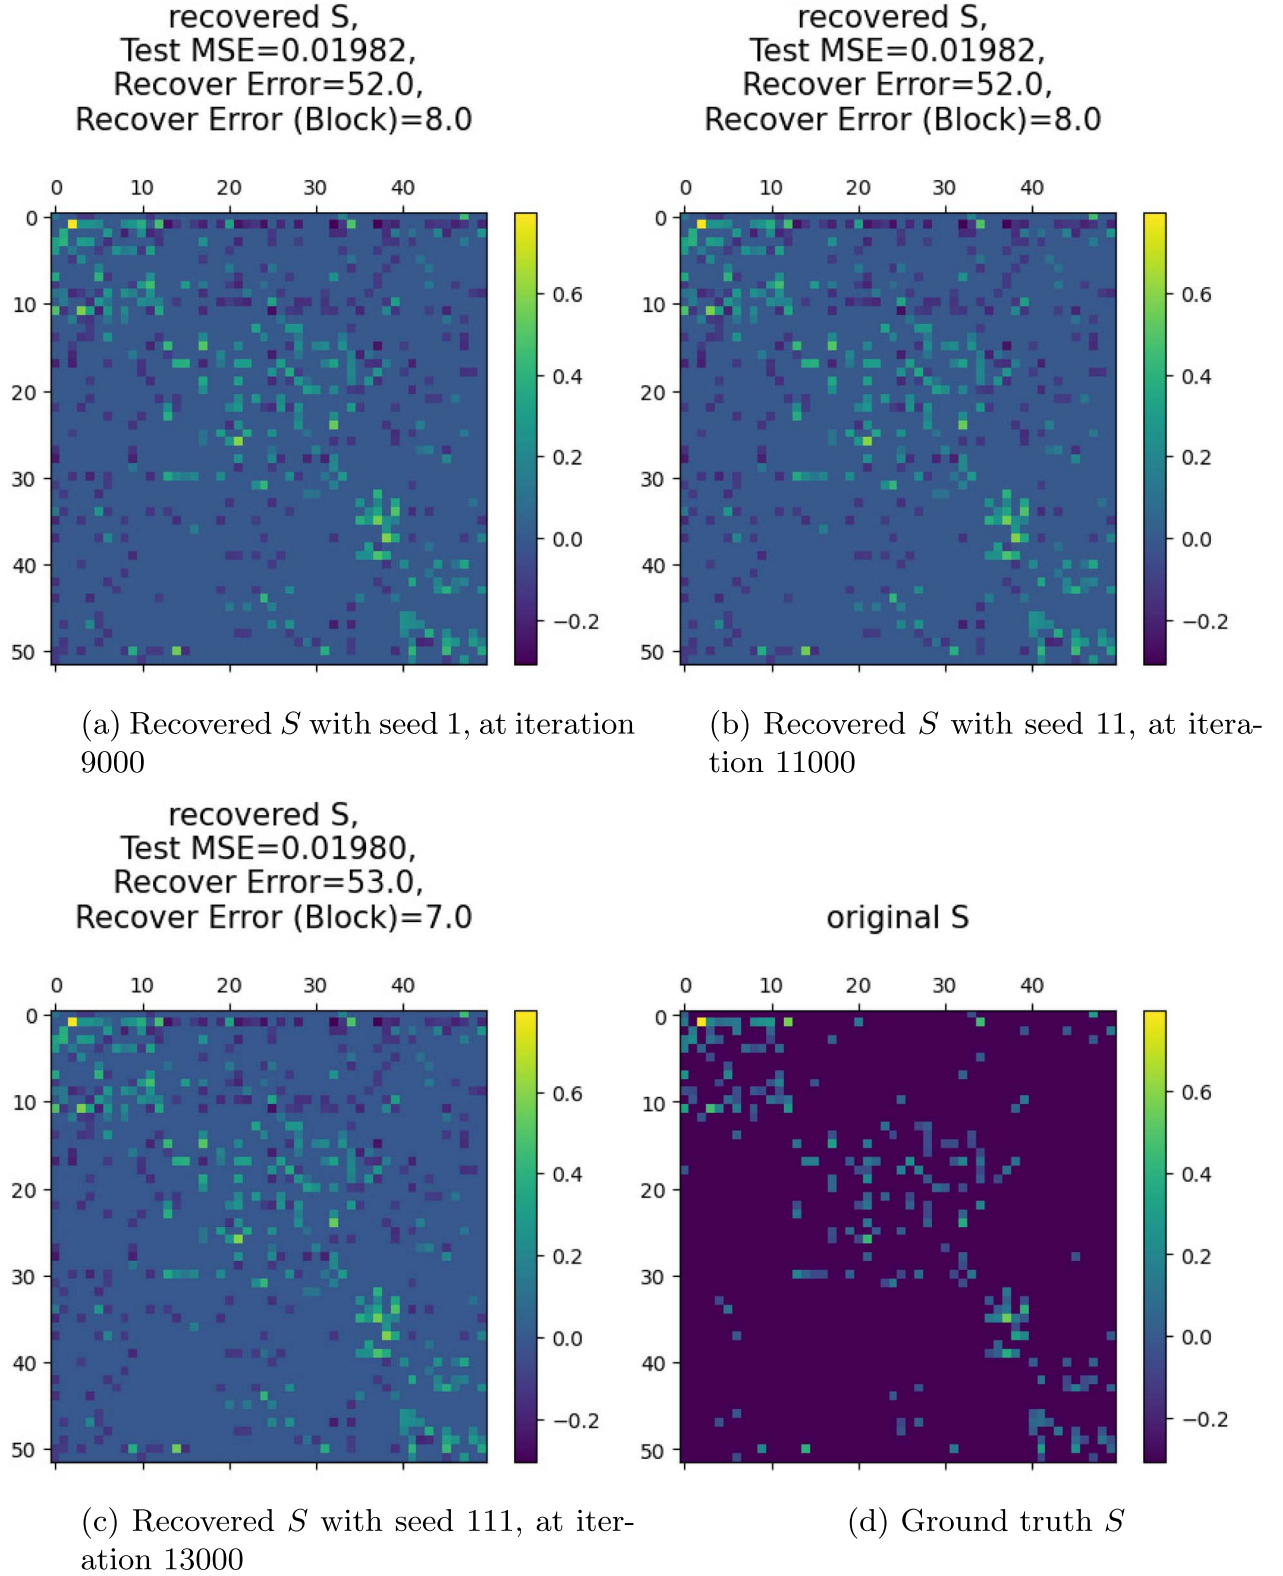 recovered S,
Test MSE=0.01982,
Recover Error=52.0,
Recover Error (Block)=8.0
0 10 20 30 40
0
10
20
30
40
50
0.6
0.4
0.2
0.0
−0.2
(a) Recovered S with seed 1, at iteration
9000
recovered S,
Test MSE=0.01982,
Recover Error=52.0,
Recover Error (Block)=8.0
0 10 20 30 40
0
10
20
30
40
50
0.6
0.4
0.2
0.0
−0.2
(b) Recovered S with seed 11, at itera-
tion 11000
recovered S,
Test MSE=0.01980,
Recover Error=53.0,
Recover Error (Block)=7.0
0 10 20 30 40
0
10
20
30
40
50
0.6
0.4
0.2
0.0
−0.2
(c) Recovered S with seed 111, at iter-
ation 13000
original S
0 10 20 30 40
0
10
20
30
40
50
0.6
0.4
0.2
0.0
−0.2
(d) Ground truth S